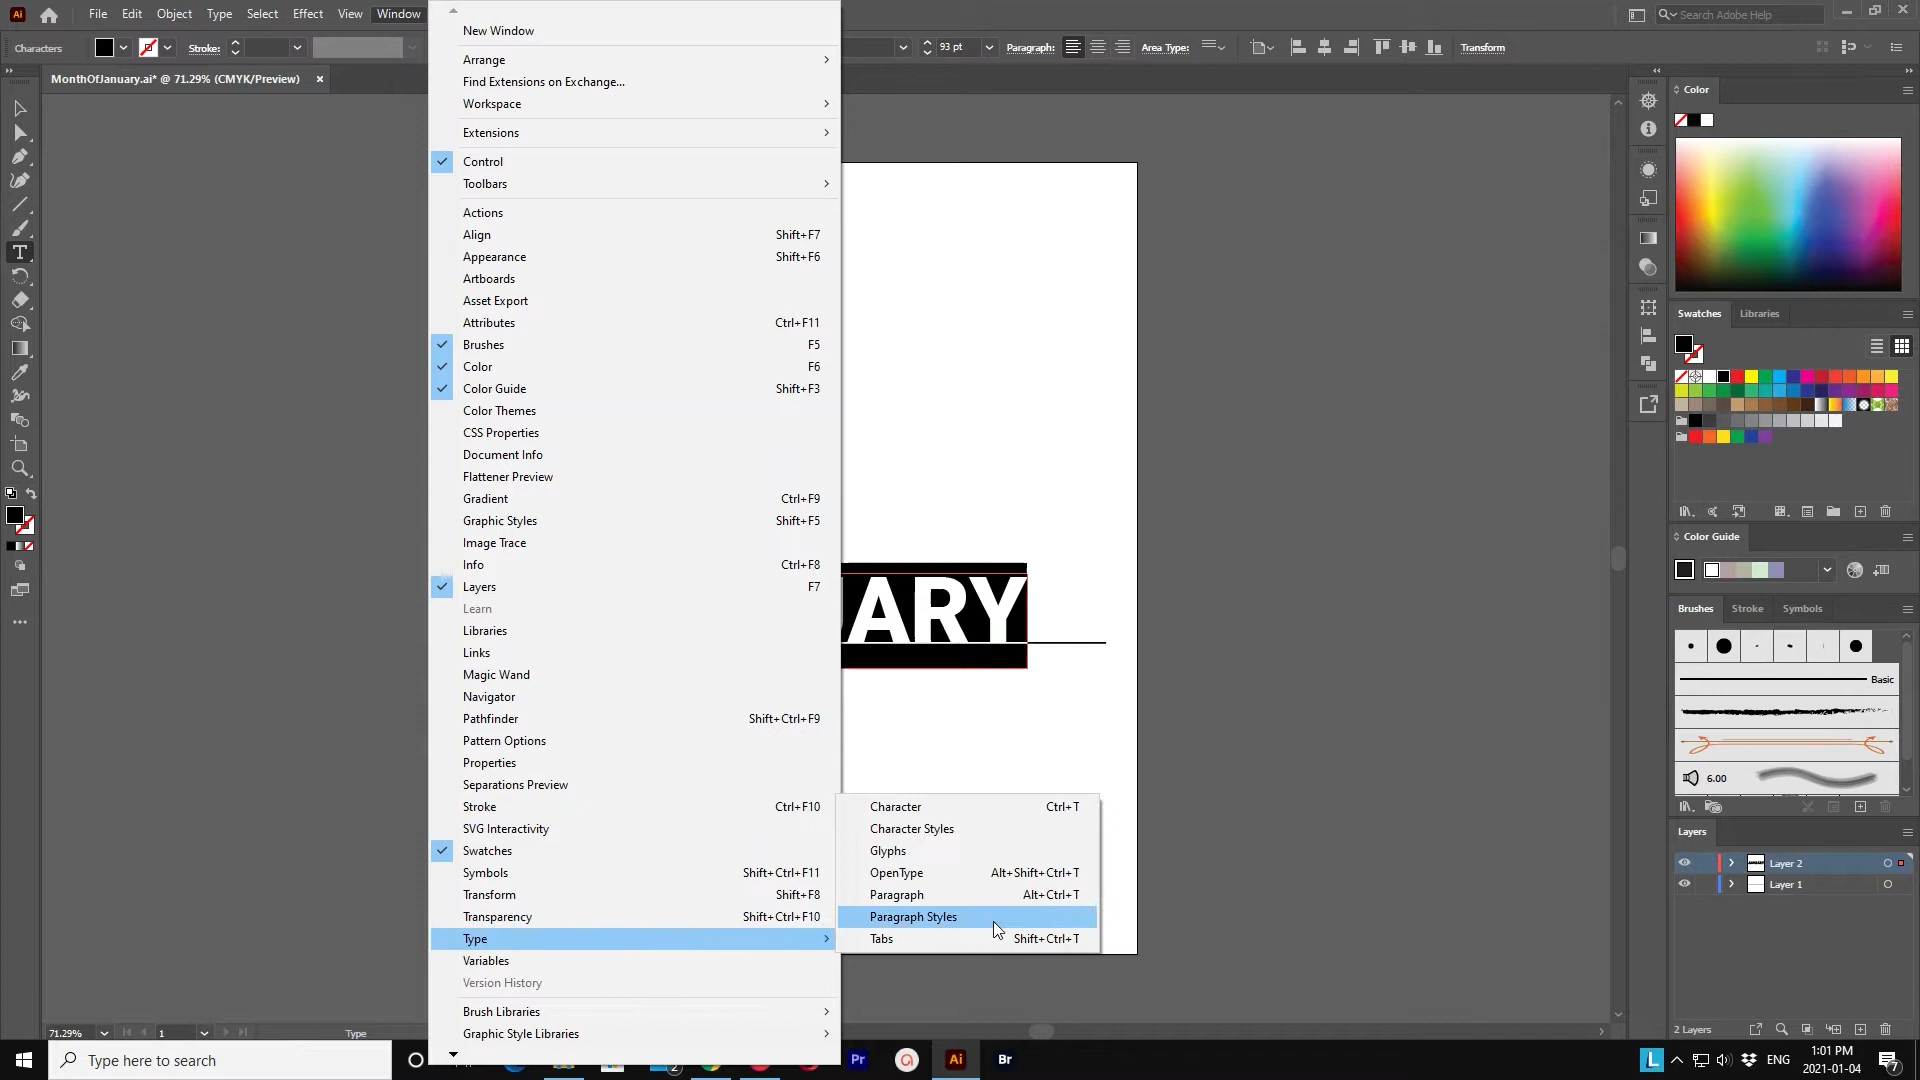 Ai
File Edit Object Type Select Effect View Window
Search Adobe Help
Characters
Stroke:
93 pt
Paragraph:
Area Type:
Transform
MonthOfJanuary.ai* @ 71.29% (CMYK/Preview)
New Window
Arrange
Find Extensions on Exchange...
Workspace
Extensions
Control
Toolbars
Actions
Align Shift+F7
Appearance Shift+F6
Artboards
Asset Export
Attributes Ctrl+F11
Brushes F5
Color F6
Color Guide Shift+F3
Color Themes
CSS Properties
Document Info
Flattener Preview
Gradient Ctrl+F9
Graphic Styles Shift+F5
Image Trace
Info Ctrl+F8
Layers F7
Learn
Libraries
Links
Magic Wand
Navigator
Pathfinder Shift+Ctrl+F9
Pattern Options
Properties
Separations Preview
Stroke Ctrl+F10
SVG Interactivity
Swatches
Symbols Shift+Ctrl+F11
Transform Shift+F8
Transparency Shift+Ctrl+F10
Type
Variables
Version History
Brush Libraries
Graphic Style Libraries
Character Ctrl+T
Character Styles
Glyphs
OpenType Alt+Shift+Ctrl+T
Paragraph Alt+Ctrl+T
Paragraph Styles
Tabs Shift+Ctrl+T
ARY
Color
Swatches Libraries
Color Guide
Brushes Stroke Symbols
Basic
6.00
Layers
Layer 2
Layer 1
2 Layers
71.29%
1
Type
Type here to search
2
Pr
Ai
Br
L
ENG
1:01 PM
2021-01-04
7